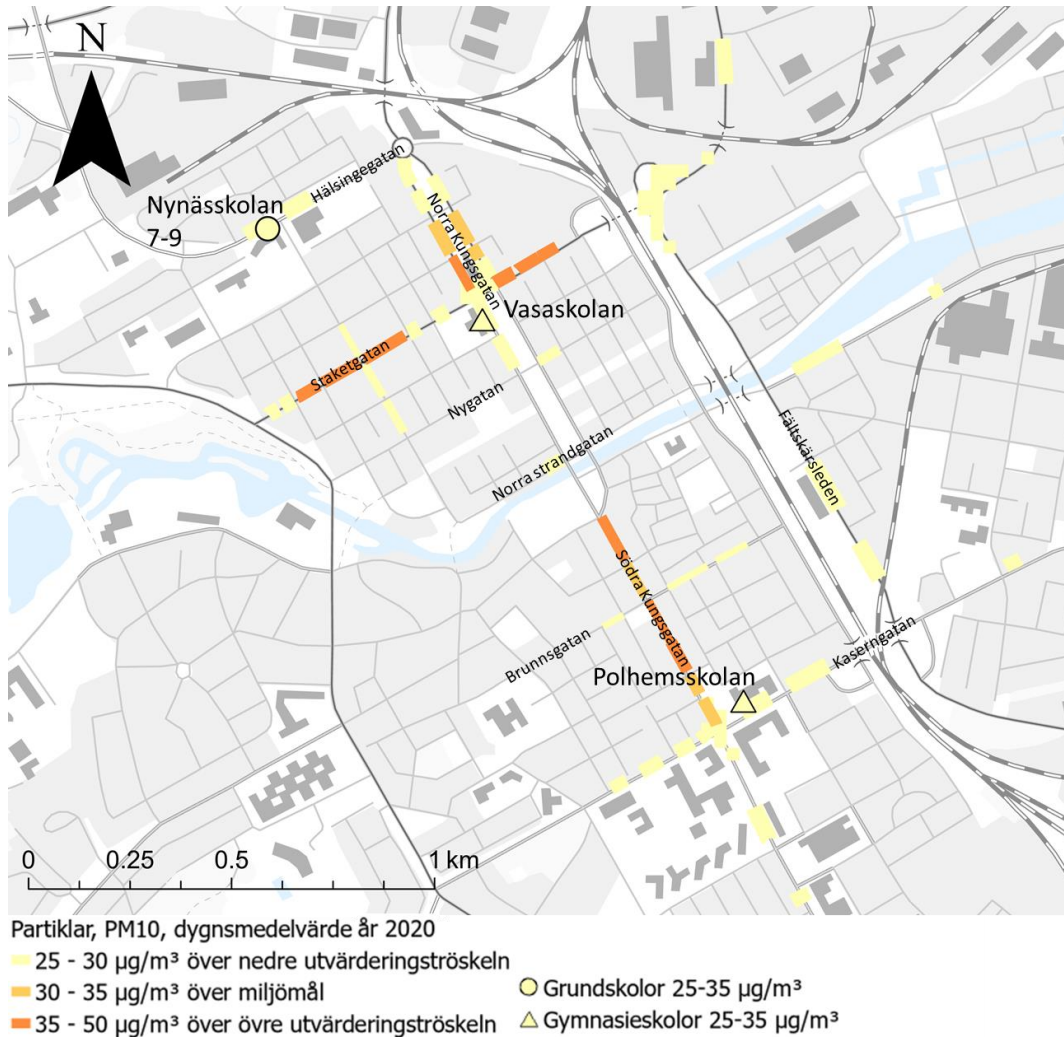 N
Hälsingegatan
Nynässkolan
7-9
Norra Kungsgatan
Vasaskolan
Staketgatan
Nygatan
Norra strandgatan
Fältskärsleden
Södra Kungsgatan
Brunnsgatan
Kaserngatan
Polhemsskolan
0 0.25 0.5 1 km
Partiklar, PM10, dygnsmedelvärde år 2020
25 - 30 µg/m³ över nedre utvärderingströskeln
30 - 35 µg/m³ över miljömål
35 - 50 µg/m³ över övre utvärderingströskeln
Grundskolor 25-35 µg/m³
Gymnasieskolor 25-35 µg/m³